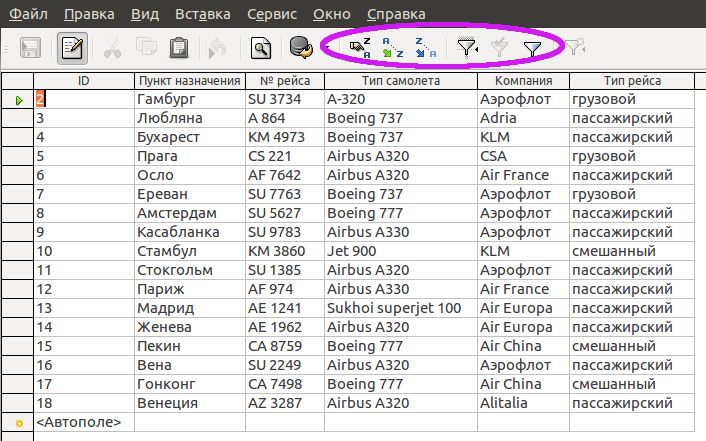 Файл Правка Вид Вставка Сервис Окно Справка
Z A A Z Z A
ID Пункт назначения № рейса Тип самолета Компания Тип рейса
2 Гамбург SU 3734 A-320 Аэрофлот грузовой
3 Любляна A 864 Boeing 737 Adria пассажирский
4 Бухарест KM 4973 Boeing 737 KLM пассажирский
5 Прага CS 221 Airbus A320 CSA грузовой
6 Осло AF 7642 Airbus A320 Air France пассажирский
7 Ереван SU 7763 Boeing 737 Аэрофлот грузовой
8 Амстердам SU 5627 Boeing 777 Аэрофлот пассажирский
9 Касабланка SU 9783 Airbus A330 Аэрофлот пассажирский
10 Стамбул KM 3860 Jet 900 KLM смешанный
11 Стокгольм SU 1385 Airbus A320 Аэрофлот пассажирский
12 Париж AF 974 Airbus A330 Air France пассажирский
13 Мадрид AE 1241 Sukhoi superjet 100 Air Europa пассажирский
14 Женева AE 1962 Airbus A320 Air Europa пассажирский
15 Пекин CA 8759 Boeing 777 Air China смешанный
16 Вена SU 2249 Airbus A320 Аэрофлот пассажирский
17 Гонконг CA 7498 Boeing 777 Air China смешанный
18 Венеция AZ 3287 Airbus A320 Alitalia пассажирский
<Автополе>